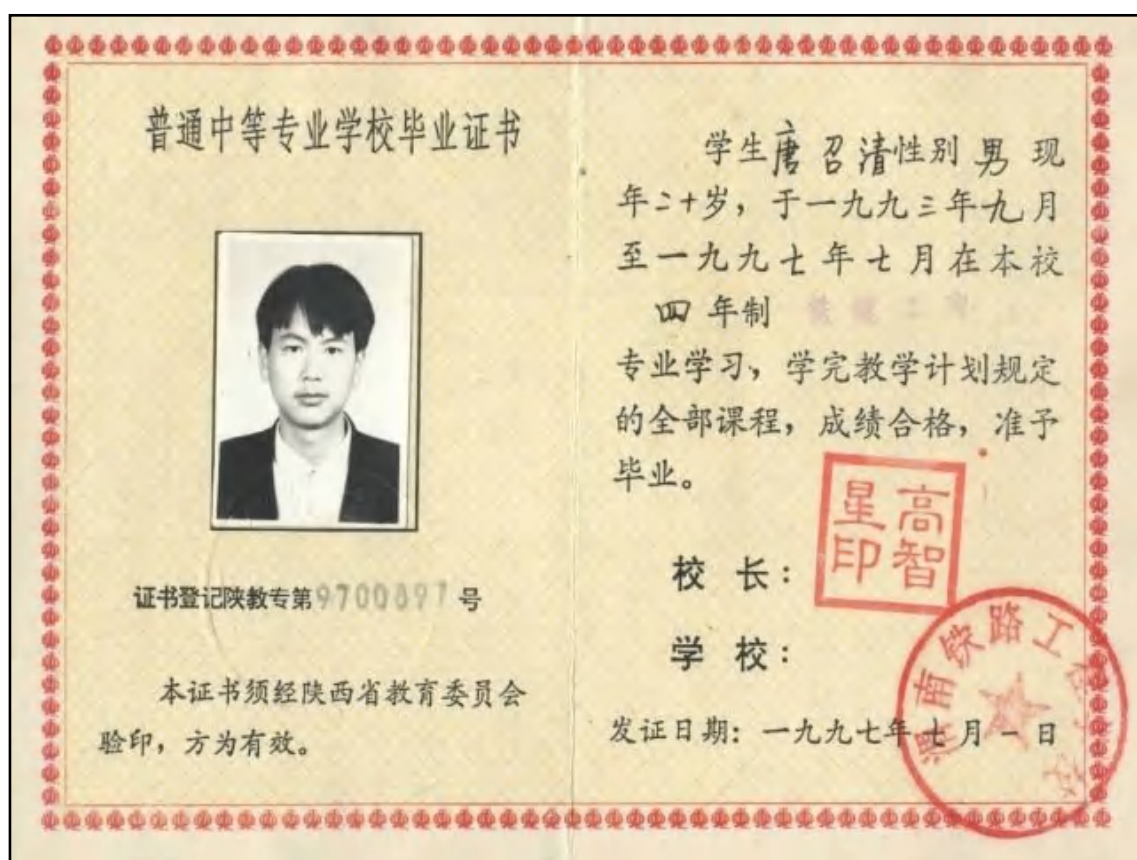 普通中等专业学校毕业证书
证书登记陕教专第9700897号
本证书须经陕西省教育委员会
验印，方为有效。
学生唐召清性别男现
年二十岁，于一九九三年九月
至一九九七年七月在本校
四年制
专业学习，学完教学计划规定
的全部课程，成绩合格，准予
毕业。
校长：
高智星印
学校：
渭南铁路工
发证日期：一九九七年七月一日